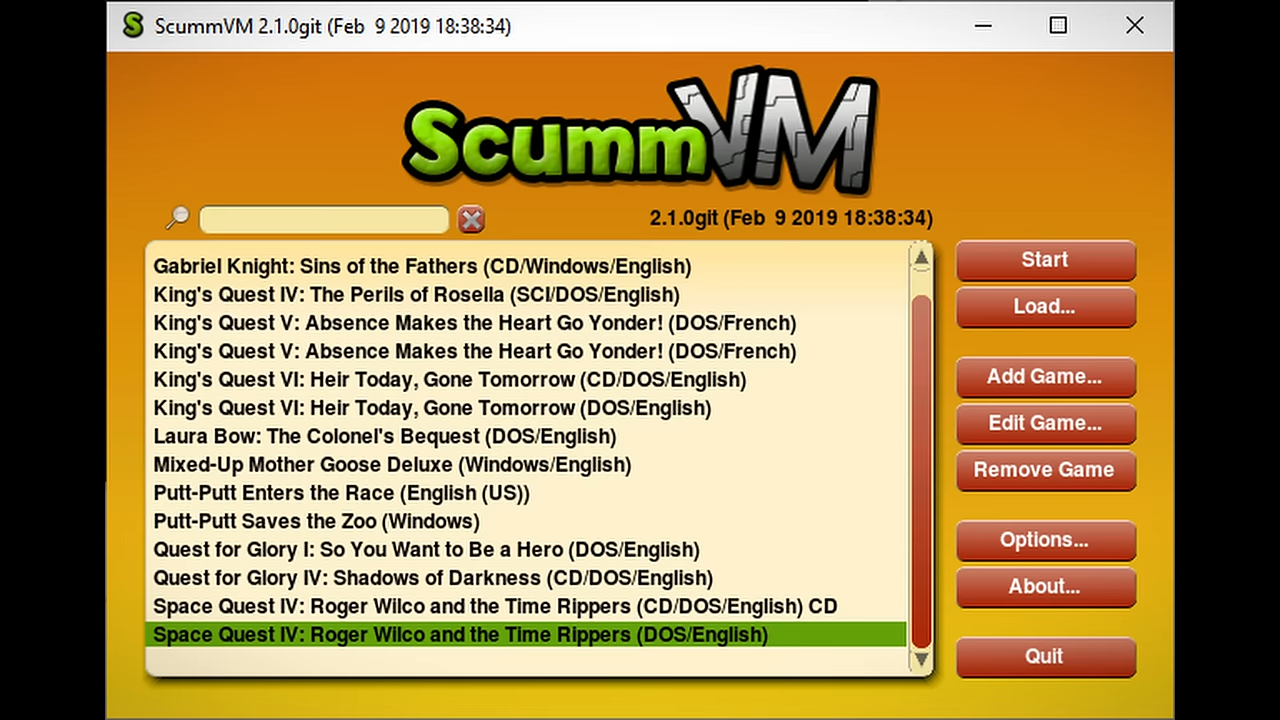 ScummVM 2.1.0git (Feb  9 2019 18:38:34)
ScummVM
2.1.0git (Feb  9 2019 18:38:34)
Gabriel Knight: Sins of the Fathers (CD/Windows/English)
King's Quest IV: The Perils of Rosella (SCI/DOS/English)
King's Quest V: Absence Makes the Heart Go Yonder! (DOS/French)
King's Quest V: Absence Makes the Heart Go Yonder! (DOS/French)
King's Quest VI: Heir Today, Gone Tomorrow (CD/DOS/English)
King's Quest VI: Heir Today, Gone Tomorrow (DOS/English)
Laura Bow: The Colonel's Bequest (DOS/English)
Mixed-Up Mother Goose Deluxe (Windows/English)
Putt-Putt Enters the Race (English (US))
Putt-Putt Saves the Zoo (Windows)
Quest for Glory I: So You Want to Be a Hero (DOS/English)
Quest for Glory IV: Shadows of Darkness (CD/DOS/English)
Space Quest IV: Roger Wilco and the Time Rippers (CD/DOS/English) CD
Space Quest IV: Roger Wilco and the Time Rippers (DOS/English)
Start
Load...
Add Game...
Edit Game...
Remove Game
Options...
About...
Quit